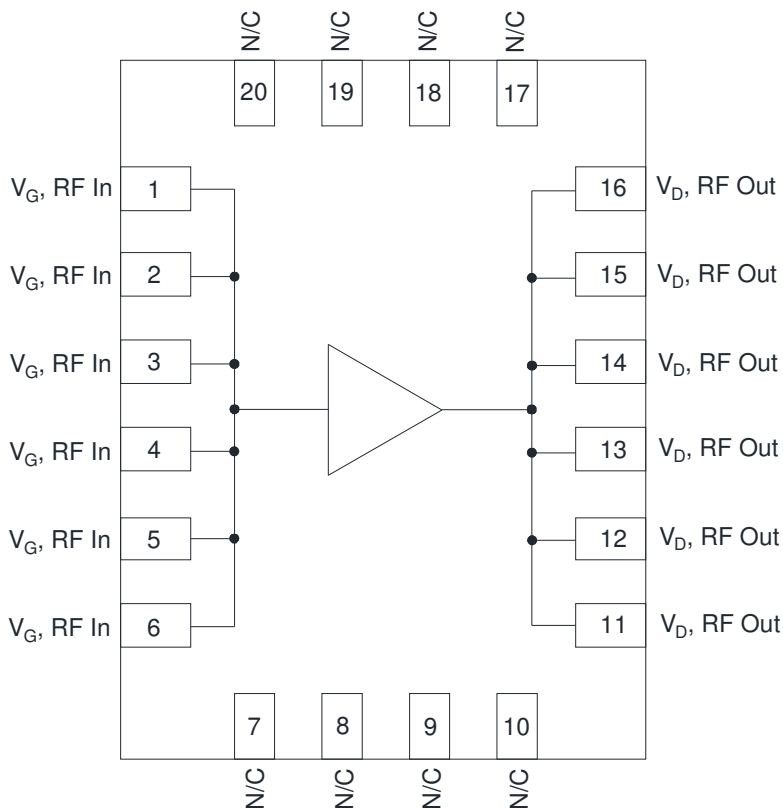 N/C N/C N/C N/C
20 19 18 17
V_G, RF In 1 16 V_D, RF Out
V_G, RF In 2 15 V_D, RF Out
V_G, RF In 3 14 V_D, RF Out
V_G, RF In 4 13 V_D, RF Out
V_G, RF In 5 12 V_D, RF Out
V_G, RF In 6 11 V_D, RF Out
7 8 9 10
N/C N/C N/C N/C